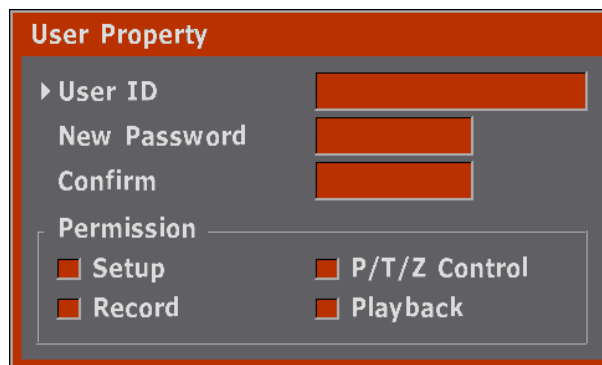 User Property
User ID
New Password
Confirm
Permission
Setup P/T/Z Control
Record Playback